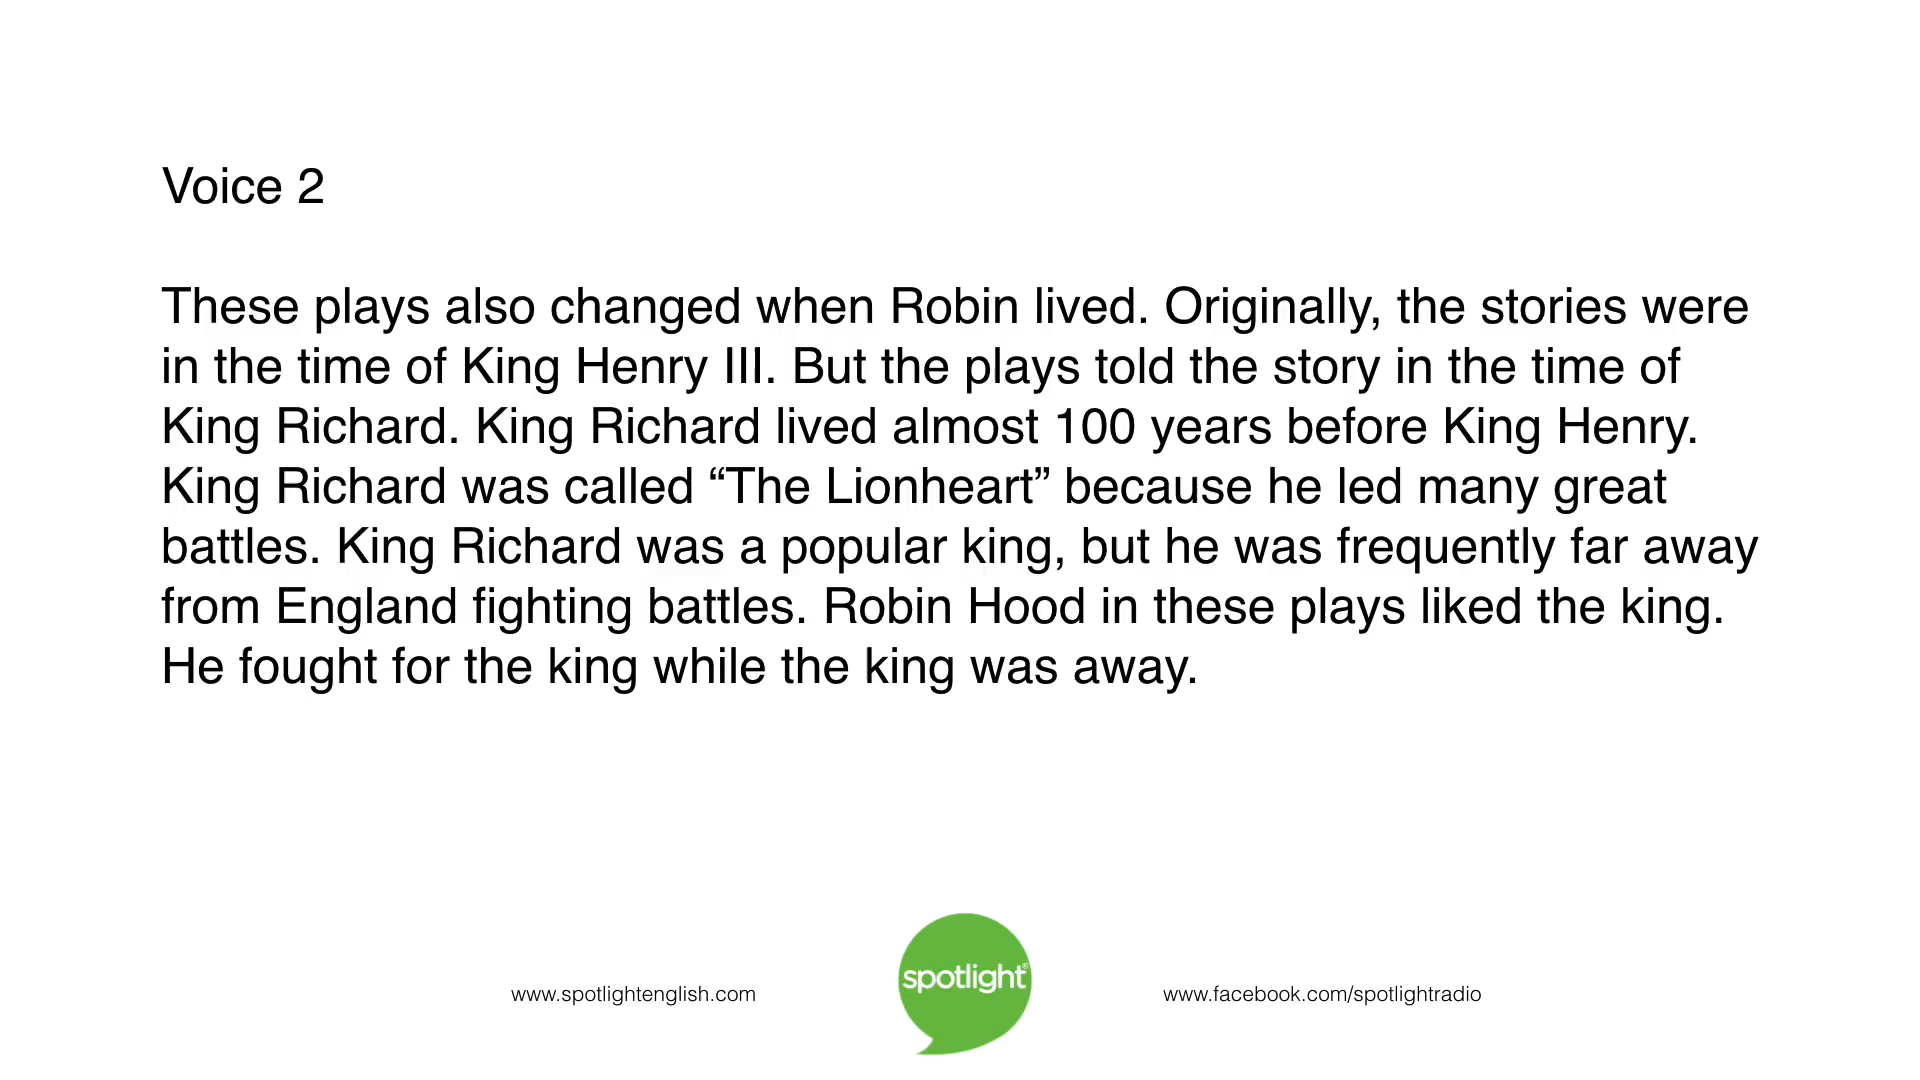 Voice 2
These plays also changed when Robin lived. Originally, the stories were
in the time of King Henry III. But the plays told the story in the time of
King Richard. King Richard lived almost 100 years before King Henry.
King Richard was called “The Lionheart” because he led many great
battles. King Richard was a popular king, but he was frequently far away
from England fighting battles. Robin Hood in these plays liked the king.
He fought for the king while the king was away.
www.spotlightenglish.com
spotlight®
www.facebook.com/spotlightradio